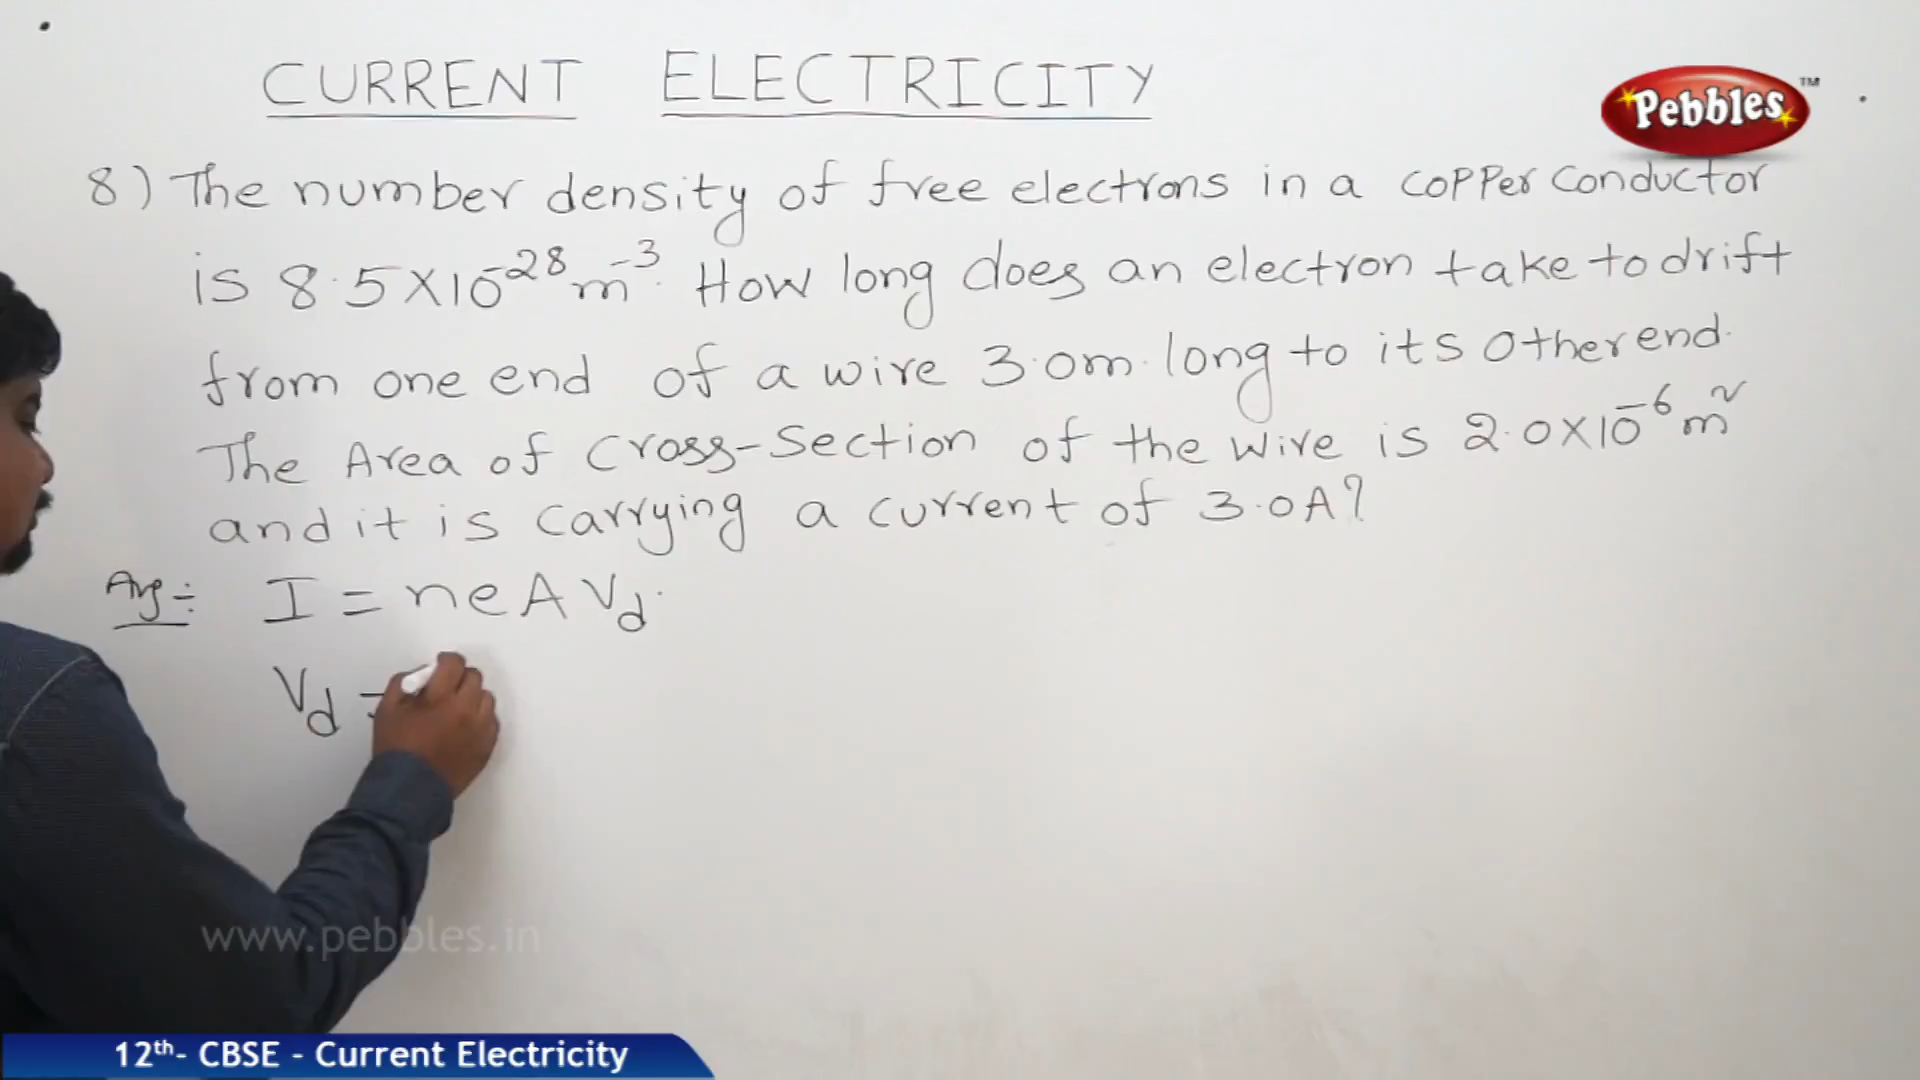 CURRENT ELECTRICITY
Pebbles TM
8) The number density of free electrons in a copper conductor
is 8.5×10⁻²⁸m⁻³. How long does an electron take to drift
from one end of a wire 3.0m. long to its other end.
The Area of Cross-Section of the wire is 2.0×10⁻⁶m²
and it is carrying a current of 3.0A?
Ans:- I = neAVd.
Vd =
www.pebbles.in
12th- CBSE - Current Electricity